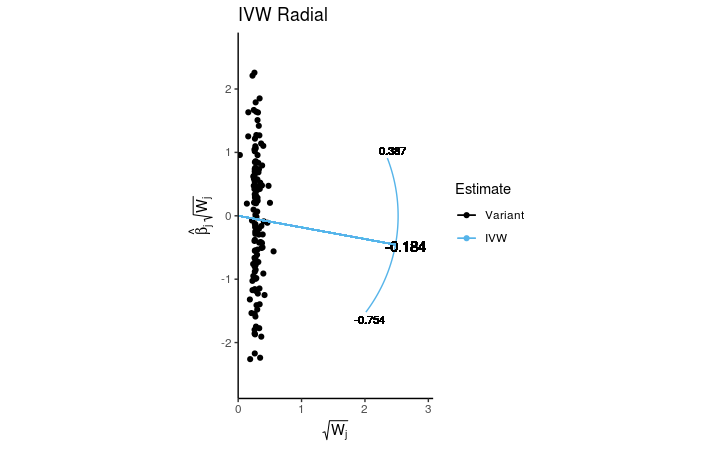 IVW Radial
2
1
0
-1
-2
β̂ⱼ√Wⱼ
0.387
-0.184
-0.754
0
1
2
3
√Wⱼ
Estimate
Variant
IVW